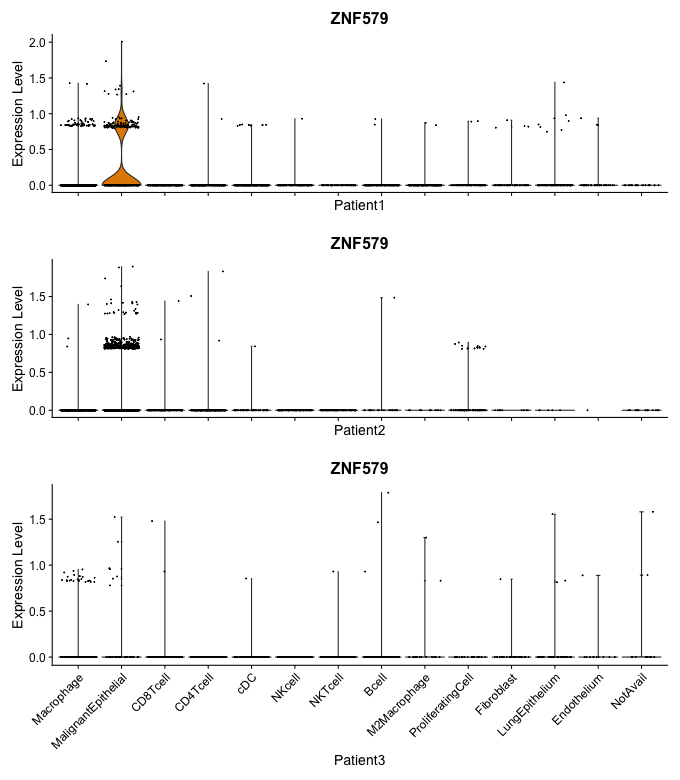 ZNF579
Expression Level
2.0
1.5
1.0
0.5
0.0
Patient1
ZNF579
Expression Level
1.5
1.0
0.5
0.0
Patient2
ZNF579
Expression Level
1.5
1.0
0.5
0.0
Macrophage
MalignantEpithelial
CD8Tcell
CD4Tcell
cDC
NKcell
NKTcell
Bcell
M2Macrophage
ProliferatingCell
Fibroblast
LungEpithelium
Endothelium
NotAvail
Patient3